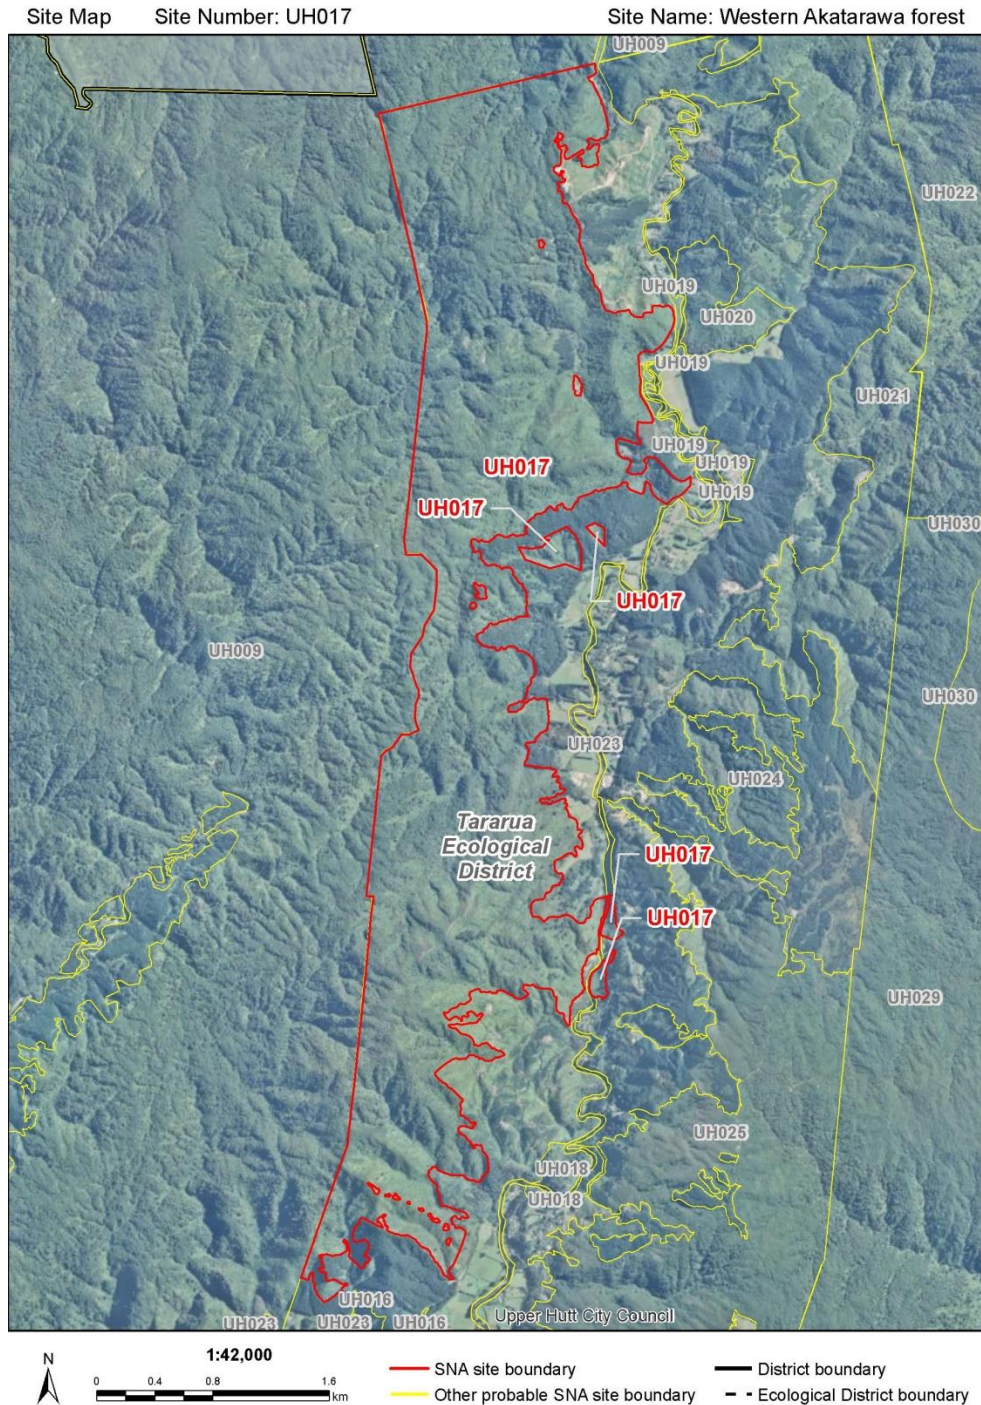 Site Map Site Number: UH017 Site Name: Western Akatarawa forest
UH009
UH022
UH019
UH020
UH019
UH021
UH019
UH017
UH019
UH019
UH017
UH030
UH017
UH009
UH030
UH023
UH024
Tararua
Ecological
District
UH017
UH017
UH029
UH025
UH018
UH018
UH016
UH023
UH023
UH016
Upper Hutt City Council
N
1:42,000
0 0.4 0.8 1.6
km
SNA site boundary
District boundary
Other probable SNA site boundary
Ecological District boundary